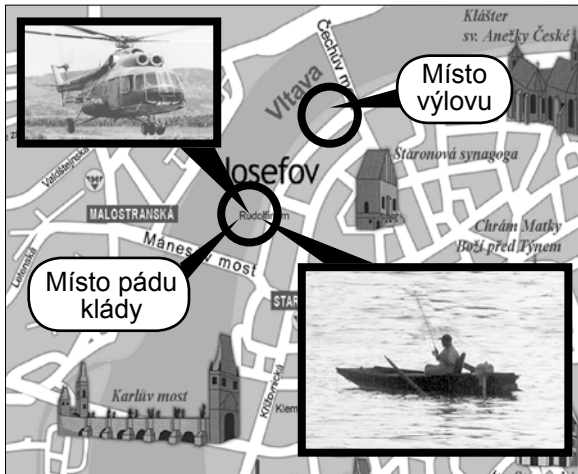 Klášter
sv. Anežky České
Čechův m
Místo
výlovu
Vltava
Josefov
Staronová synagoga
Valdštejnská
MALOSTRANSKÁ
Rudolfinum
Chrám Matky
Boží před Týnem
Letenská
Mánesův most
Místo pádu
klády
STAR
Karlův most
Křižovnická
Klem